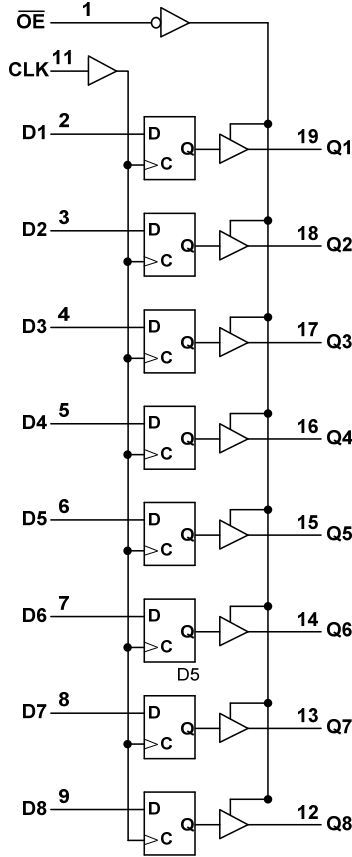 OE 1
CLK 11
D1 2 D Q C 19 Q1
D2 3 D Q C 18 Q2
D3 4 D Q C 17 Q3
D4 5 D Q C 16 Q4
D5 6 D Q C 15 Q5
D6 7 D Q C 14 Q6
D5
D7 8 D Q C 13 Q7
D8 9 D Q C 12 Q8